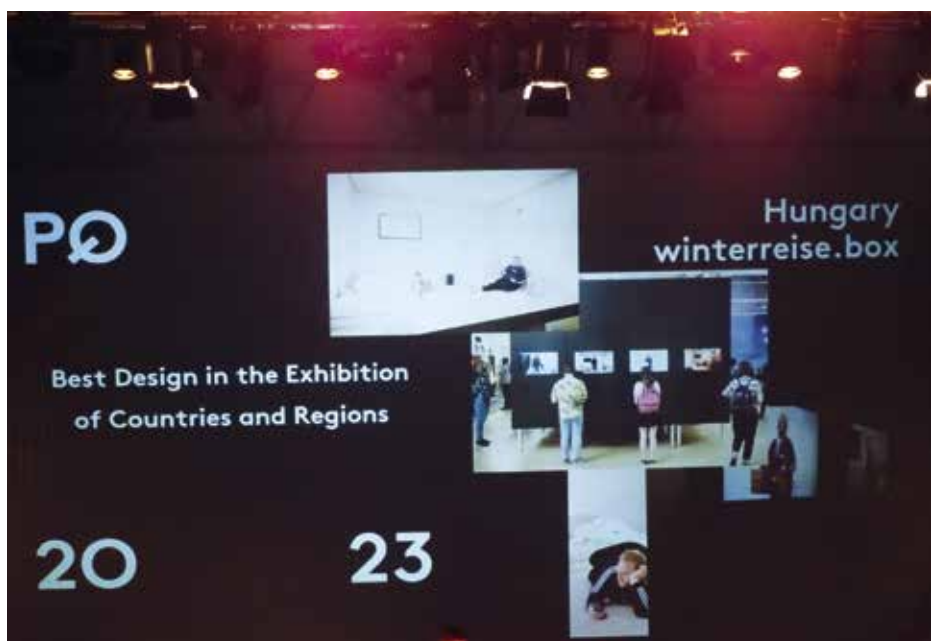 PQ
Hungary
winterreise.box
Best Design in the Exhibition
of Countries and Regions
20 23